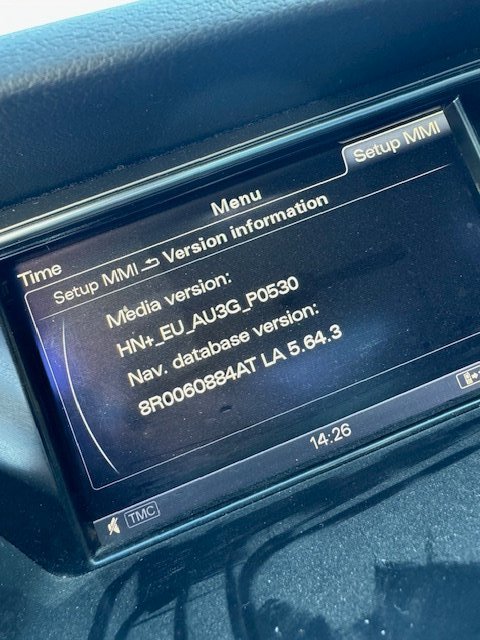 Setup MMI
Menu
Time
Setup MMI Version information
Media version:
HN+_EU_AU3G_P0530
Nav. database version:
8R0060884AT LA 5.64.3
14:26
TMC